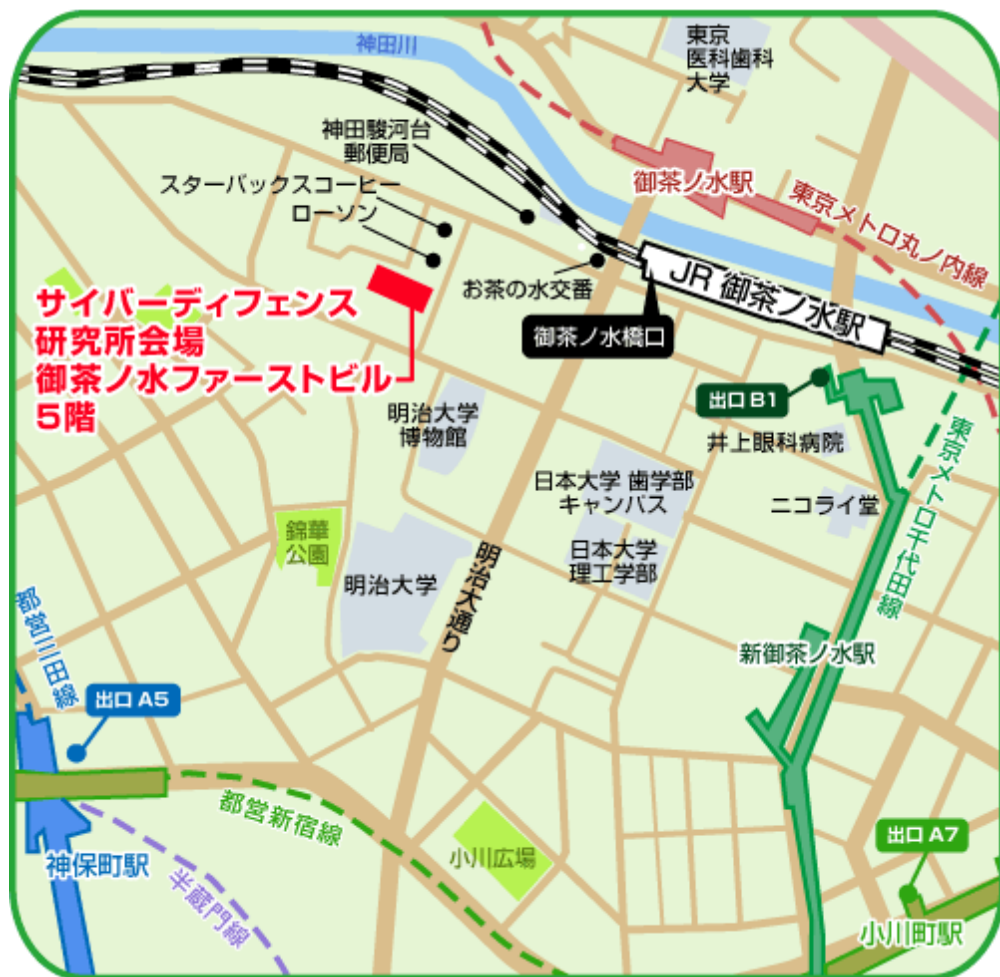 神田川
東京
医科歯科
大学
神田駿河台
郵便局
スターバックスコーヒー
ローソン
御茶ノ水駅
東京メトロ丸ノ内線
お茶の水交番
JR 御茶ノ水駅
御茶ノ水橋口
サイバーディフェンス
研究所会場
御茶ノ水ファーストビル
5階
出口 B1
明治大学
博物館
井上眼科病院
東京メトロ千代田線
日本大学 歯学部
キャンパス
ニコライ堂
錦華
公園
日本大学
理工学部
明治大学
明治大通り
都営三田線
新御茶ノ水駅
出口 A5
都営新宿線
出口 A7
小川広場
神保町駅
半蔵門線
小川町駅